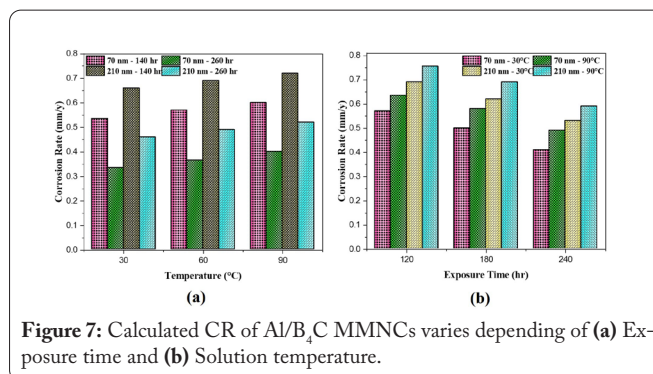 70 nm - 140 hr 70 nm - 260 hr
210 nm - 140 hr 210 nm - 260 hr
0.8
0.7
0.6
0.5
0.4
0.3
0.2
0.1
0.0
Corrosion Rate (mm/y)
30 60 90
Temperature (°C)
(a)
70 nm - 30°C 70 nm - 90°C
210 nm - 30°C 210 nm - 90°C
0.8
0.7
0.6
0.5
0.4
0.3
0.2
0.1
0.0
Corrosion Rate (mm/y)
120 180 240
Exposure Time (hr)
(b)
Figure 7: Calculated CR of Al/B₄C MMNCs varies depending of (a) Ex-
posure time and (b) Solution temperature.